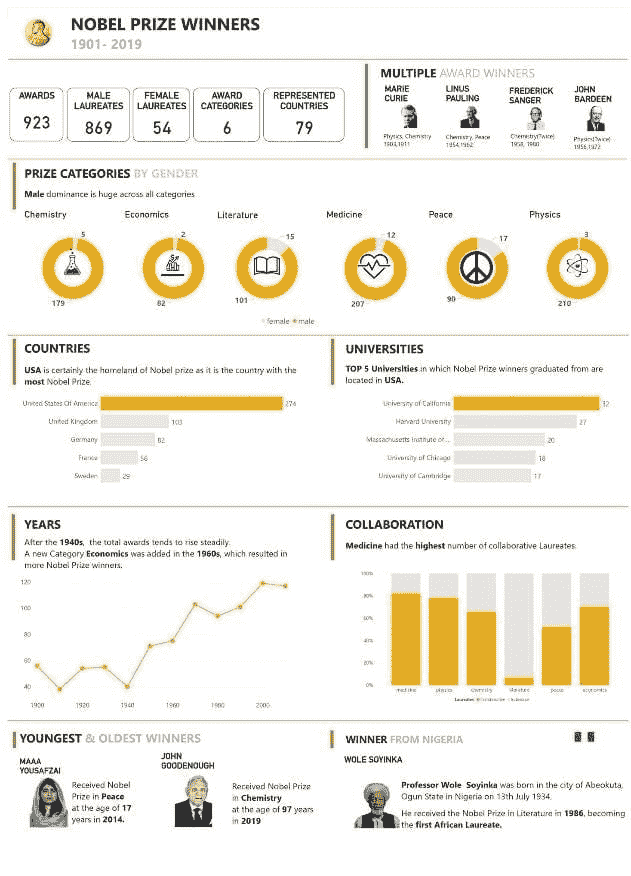 NOBEL PRIZE WINNERS
1901- 2019
AWARDS
923
MALE
LAUREATES
869
FEMALE
LAUREATES
54
AWARD
CATEGORIES
6
REPRESENTED
COUNTRIES
79
MULTIPLE AWARD WINNERS
MARIE
CURIE
Physics, Chemistry
1903,1911
LINUS
PAULING
Chemistry, Peace
1954,1962
FREDERICK
SANGER
Chemistry(Twice)
1958, 1980
JOHN
BARDEEN
Physics(Twice)
1956,1972
PRIZE CATEGORIES BY GENDER
Male dominance is huge across all categories
Chemistry
5
179
Economics
2
82
Literature
15
101
Medicine
12
207
Peace
17
90
Physics
3
210
female male
COUNTRIES
USA is certainly the homeland of Nobel prize as it is the country with the
most Nobel Prize.
United States Of America 274
United Kingdom 103
Germany 82
France 56
Sweden 29
UNIVERSITIES
TOP 5 Universities in which Nobel Prize winners graduated from are
located in USA.
University of California 32
Harvard University 27
Massachusetts Institute of... 20
University of Chicago 18
University of Cambridge 17
YEARS
After the 1940s, the total awards tends to rise steadily.
A new Category Economics was added in the 1960s, which resulted in
more Nobel Prize winners.
120
100
80
60
40
1900 1920 1940 1960 1980 2000
COLLABORATION
Medicine had the highest number of collaborative Laureates.
100%
80%
60%
40%
20%
0%
medicine physics chemistry literature peace economics
Laureates
YOUNGEST & OLDEST WINNERS
MAAA
YOUSAFZAI
Received Nobel
Prize in Peace
at the age of 17
years in 2014.
JOHN
GOODENOUGH
Received Nobel Prize
in Chemistry
at the age of 97 years
in 2019
WINNER FROM NIGERIA
WOLE SOYINKA
Professor Wole Soyinka was born in the city of Abeokuta,
Ogun State in Nigeria on 13th July 1934.
He received the Nobel Prize in Literature in 1986, becoming
the first African Laureate.